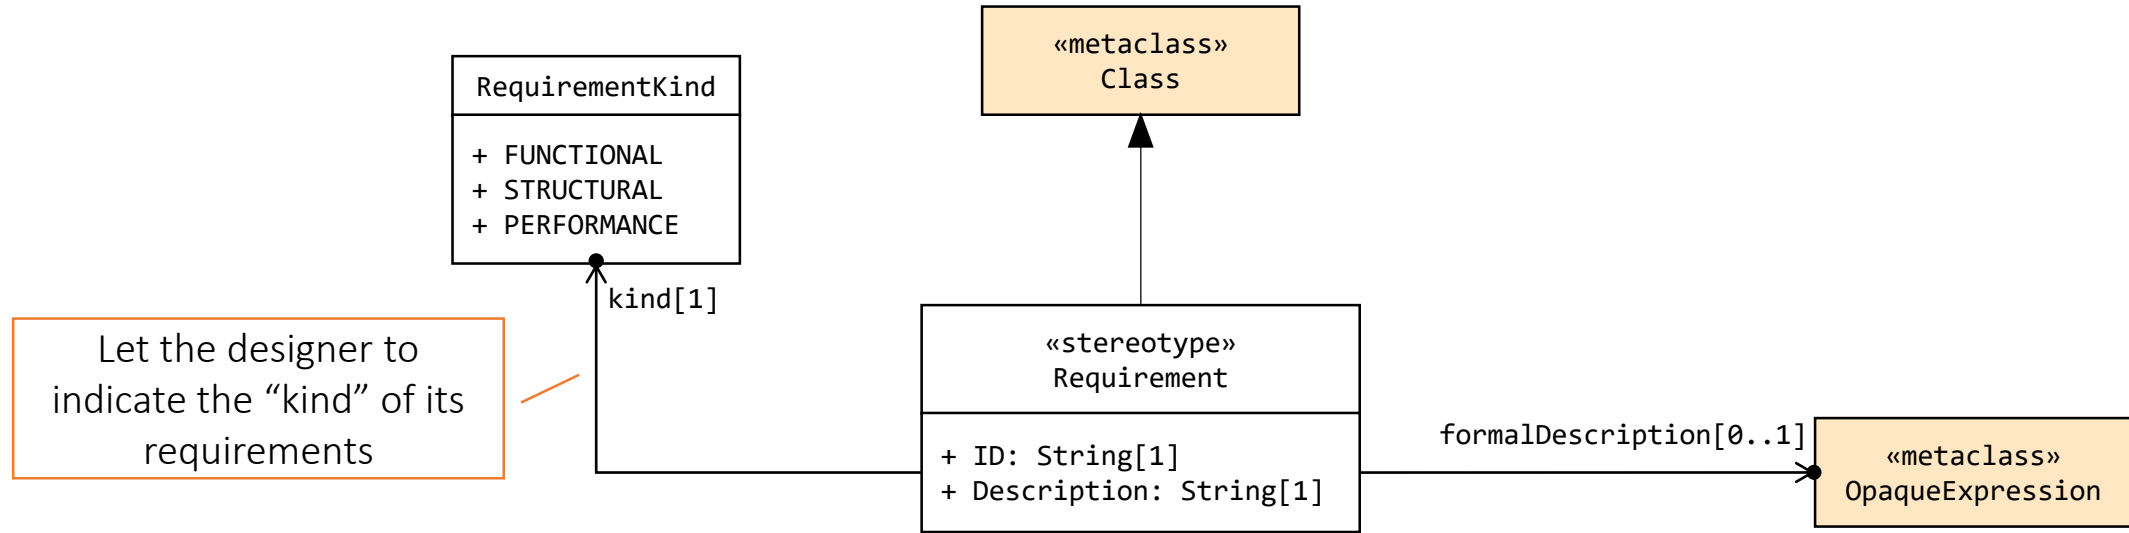 «metaclass»
Class
RequirementKind
+ FUNCTIONAL
+ STRUCTURAL
+ PERFORMANCE
kind[1]
Let the designer to
indicate the “kind” of its
requirements
«stereotype»
Requirement
+ ID: String[1]
+ Description: String[1]
formalDescription[0..1]
«metaclass»
OpaqueExpression